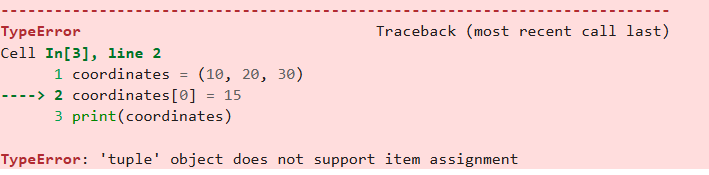 ---------------------------------------------------------------------------
TypeError                                 Traceback (most recent call last)
Cell In[3], line 2
      1 coordinates = (10, 20, 30)
----> 2 coordinates[0] = 15
      3 print(coordinates)

TypeError: 'tuple' object does not support item assignment